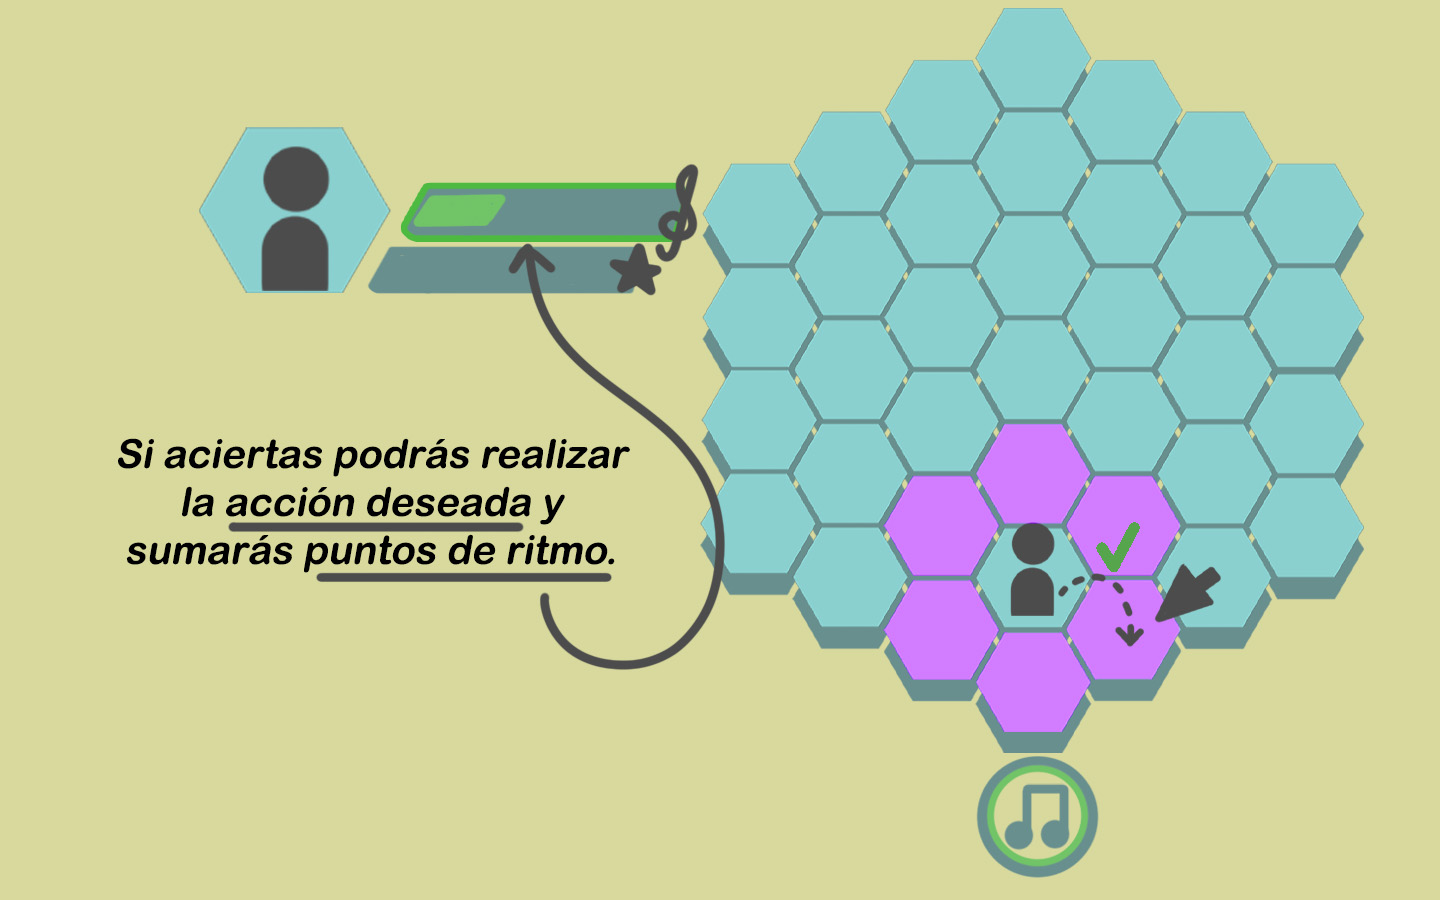 Si aciertas podrás realizar
la acción deseada y
sumarás puntos de ritmo.